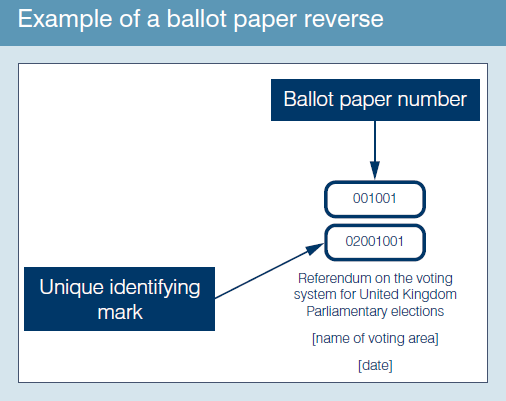 Example of a ballot paper reverse
Ballot paper number
001001
02001001
Unique identifying
mark
Referendum on the voting
system for United Kingdom
Parliamentary elections
[name of voting area]
[date]